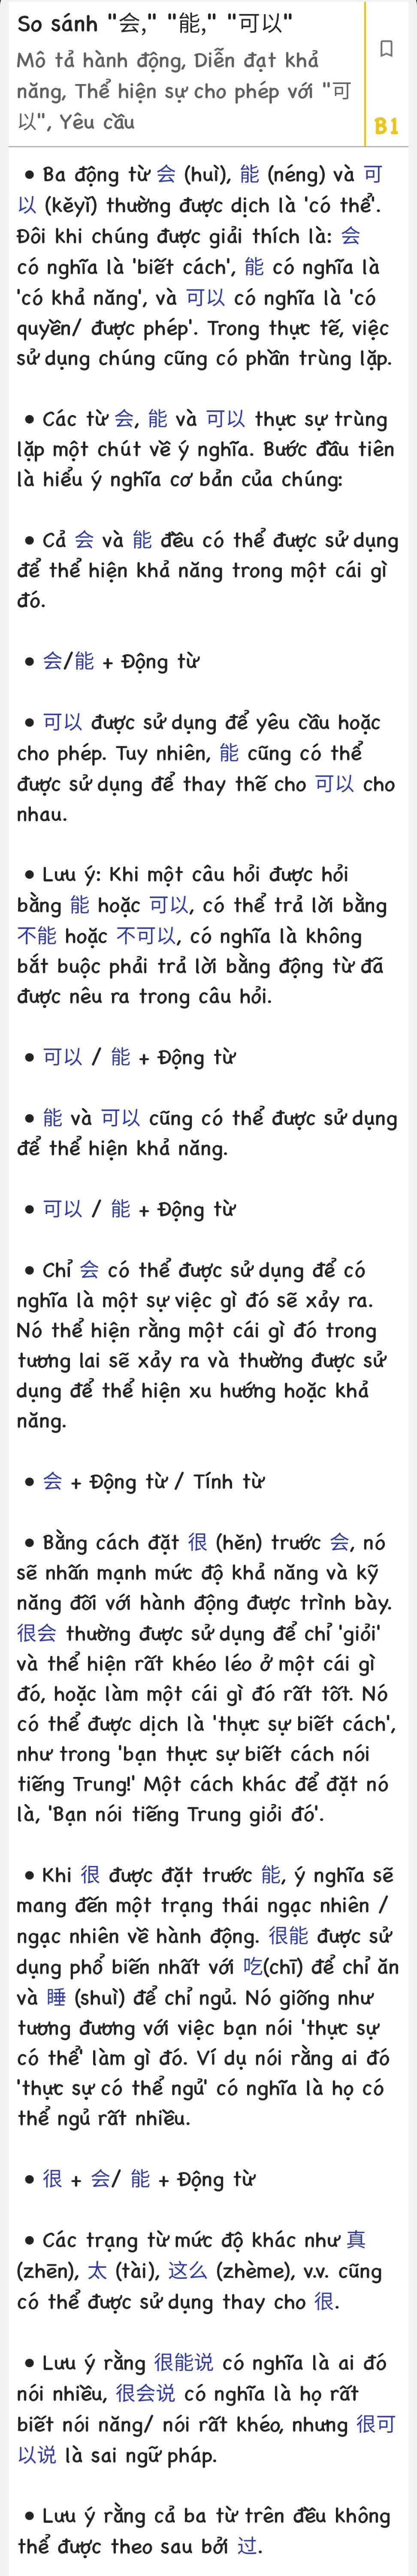 So sánh "会," "能," "可以"
Mô tả hành động, Diễn đạt khả
năng, Thể hiện sự cho phép với "可
以", Yêu cầu
B1
● Ba động từ 会 (huì), 能 (néng) và 可
以 (kěyǐ) thường được dịch là 'có thể'.
Đôi khi chúng được giải thích là: 会
có nghĩa là 'biết cách', 能 có nghĩa là
'có khả năng', và 可以 có nghĩa là 'có
quyền/ được phép'. Trong thực tế, việc
sử dụng chúng cũng có phần trùng lặp.
● Các từ 会, 能 và 可以 thực sự trùng
lặp một chút về ý nghĩa. Bước đầu tiên
là hiểu ý nghĩa cơ bản của chúng:
● Cả 会 và 能 đều có thể được sử dụng
để thể hiện khả năng trong một cái gì
đó.
● 会/能 + Động từ
● 可以 được sử dụng để yêu cầu hoặc
cho phép. Tuy nhiên, 能 cũng có thể
được sử dụng để thay thế cho 可以 cho
nhau.
● Lưu ý: Khi một câu hỏi được hỏi
bằng 能 hoặc 可以, có thể trả lời bằng
不能 hoặc 不可以, có nghĩa là không
bắt buộc phải trả lời bằng động từ đã
được nêu ra trong câu hỏi.
● 可以 / 能 + Động từ
● 能 và 可以 cũng có thể được sử dụng
để thể hiện khả năng.
● 可以 / 能 + Động từ
● Chỉ 会 có thể được sử dụng để có
nghĩa là một sự việc gì đó sẽ xảy ra.
Nó thể hiện rằng một cái gì đó trong
tương lai sẽ xảy ra và thường được sử
dụng để thể hiện xu hướng hoặc khả
năng.
● 会 + Động từ / Tính từ
● Bằng cách đặt 很 (hěn) trước 会, nó
sẽ nhấn mạnh mức độ khả năng và kỹ
năng đối với hành động được trình bày.
很会 thường được sử dụng để chỉ 'giỏi'
và thể hiện rất khéo léo ở một cái gì
đó, hoặc làm một cái gì đó rất tốt. Nó
có thể được dịch là 'thực sự biết cách',
như trong 'bạn thực sự biết cách nói
tiếng Trung!' Một cách khác để đặt nó
là, 'Bạn nói tiếng Trung giỏi đó'.
● Khi 很 được đặt trước 能, ý nghĩa sẽ
mang đến một trạng thái ngạc nhiên /
ngạc nhiên về hành động. 很能 được sử
dụng phổ biến nhất với 吃(chī) để chỉ ăn
và 睡 (shuì) để chỉ ngủ. Nó giống như
tương đương với việc bạn nói 'thực sự
có thể' làm gì đó. Ví dụ nói rằng ai đó
'thực sự có thể ngủ' có nghĩa là họ có
thể ngủ rất nhiều.
● 很 + 会/ 能 + Động từ
● Các trạng từ mức độ khác như 真
(zhēn), 太 (tài), 这么 (zhème), v.v. cũng
có thể được sử dụng thay cho 很.
● Lưu ý rằng 很能说 có nghĩa là ai đó
nói nhiều, 很会说 có nghĩa là họ rất
biết nói năng/ nói rất khéo, nhưng 很可
以说 là sai ngữ pháp.
● Lưu ý rằng cả ba từ trên đều không
thể được theo sau bởi 过.